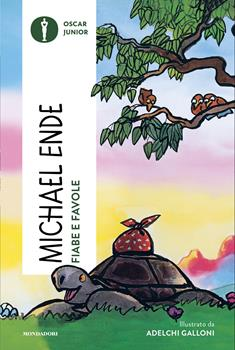 OSCAR
JUNIOR
MICHAEL ENDE
FIABE E FAVOLE
Illustrato da
ADELCHI GALLONI
MONDADORI